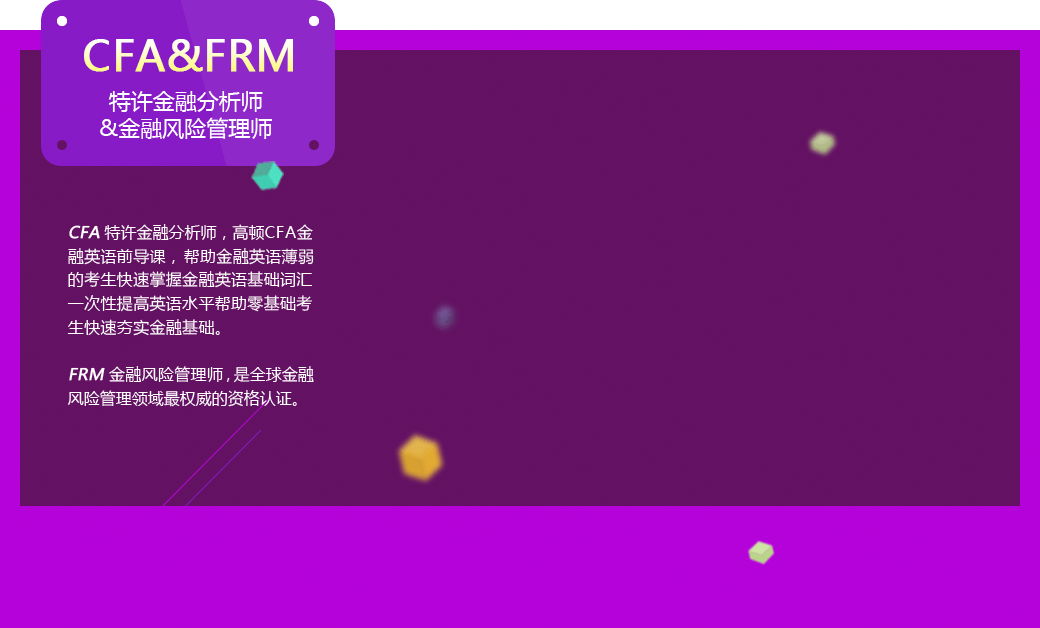 CFA&FRM
特许金融分析师
&金融风险管理师
CFA 特许金融分析师，高顿CFA金
融英语前导课，帮助金融英语薄弱
的考生快速掌握金融英语基础词汇
一次性提高英语水平帮助零基础考
生快速夯实金融基础。
FRM 金融风险管理师,是全球金融
风险管理领域最权威的资格认证。